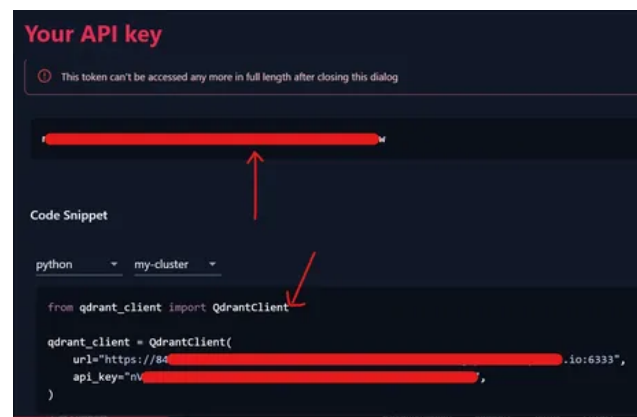 Your API key
This token can't be accessed any more in full length after closing this dialog
w
Code Snippet
python my-cluster
from qdrant_client import QdrantClient
qdrant_client = QdrantClient(
url="https://84 .io:6333",
api_key="nV ",
)